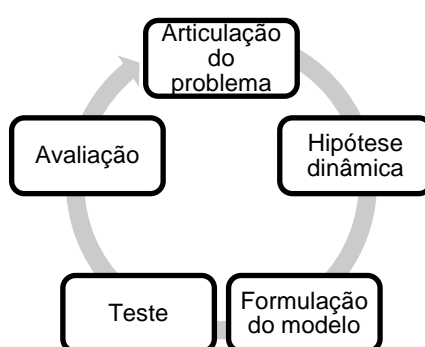 Articulação
do
problema
Hipótese
dinâmica
Formulação
do modelo
Teste
Avaliação